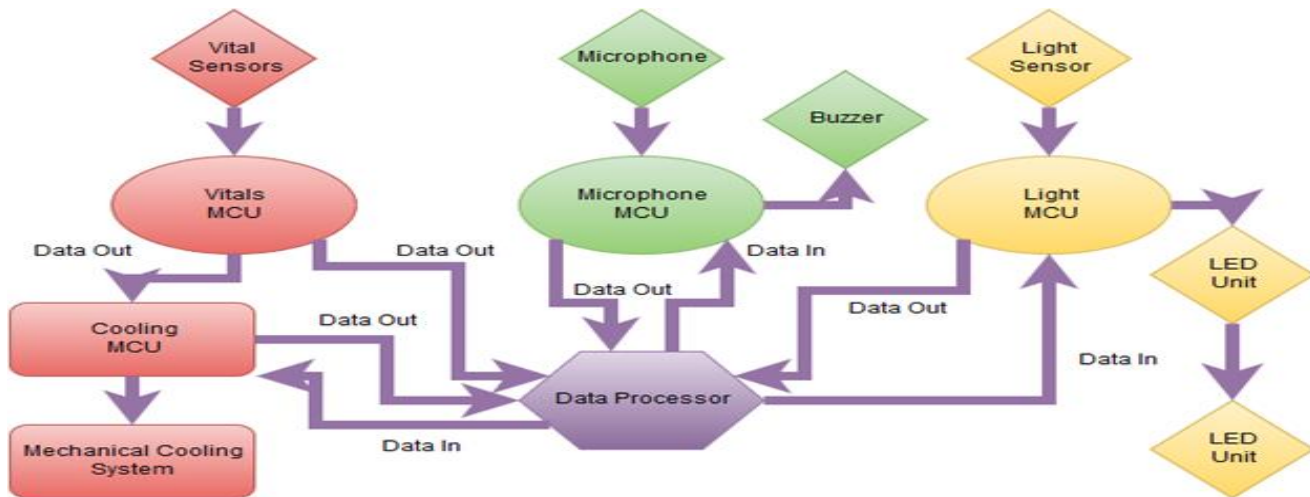 Vital
Sensors
Microphone
Light
Sensor
Buzzer
Vitals
MCU
Microphone
MCU
Light
MCU
Data Out
Data Out
Data In
LED
Unit
Data Out
Data Out
Data Out
Cooling
MCU
Data In
Data Processor
Data In
Mechanical Cooling
System
LED
Unit